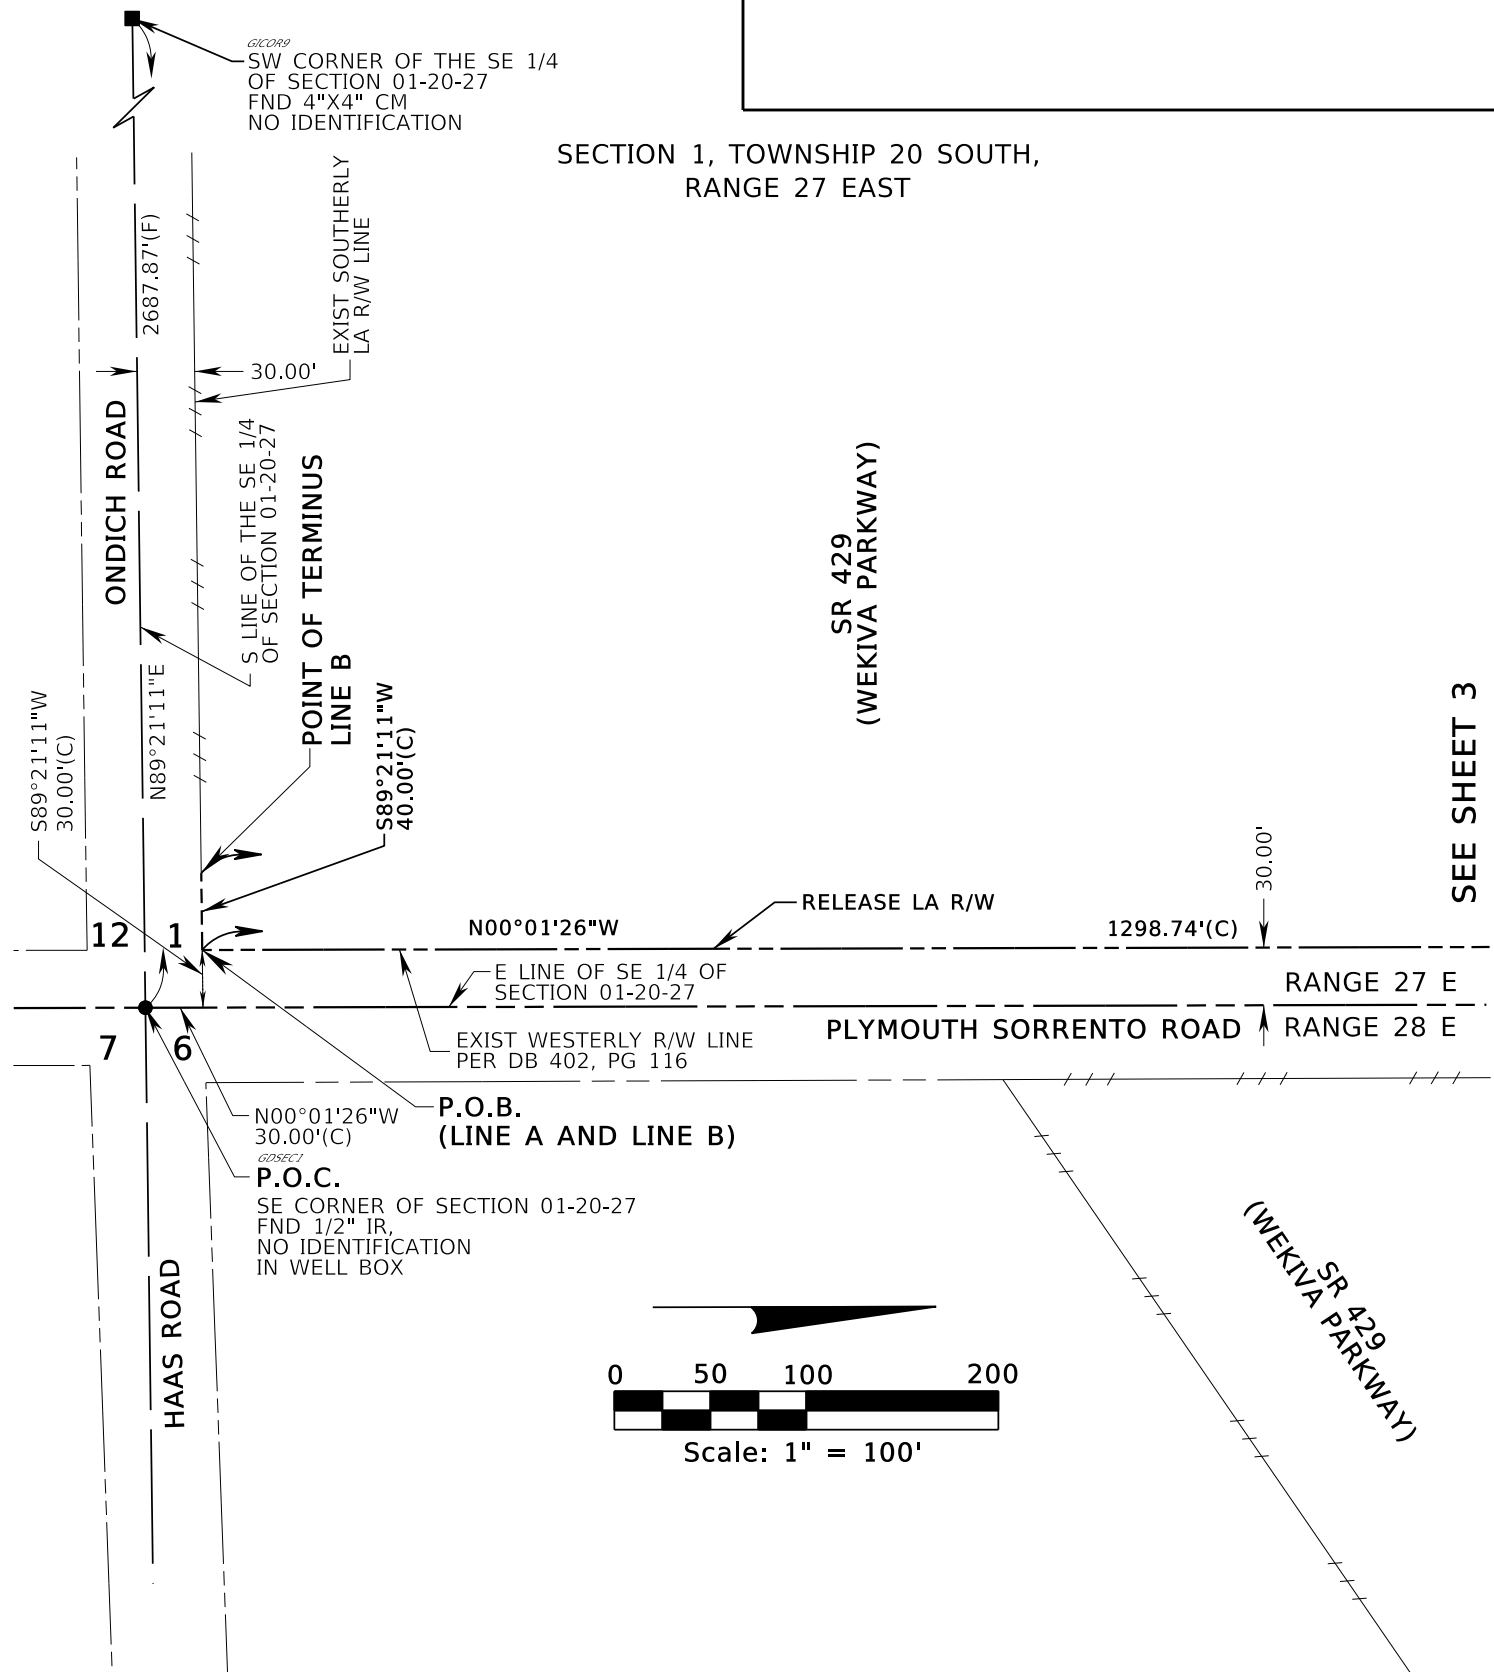 GICOR9
SW CORNER OF THE SE 1/4
OF SECTION 01-20-27
FND 4"X4" CM
NO IDENTIFICATION
SECTION 1, TOWNSHIP 20 SOUTH,
RANGE 27 EAST
2687.87'(F)
EXIST SOUTHERLY
LA R/W LINE
30.00'
ONDICH ROAD
S LINE OF THE SE 1/4
OF SECTION 01-20-27
POINT OF TERMINUS
LINE B
SR 429
(WEKIVA PARKWAY)
S89°21'11"W
30.00'(C)
N89°21'11"E
S89°21'11"W
40.00'(C)
SEE SHEET 3
30.00'
RELEASE LA R/W
N00°01'26"W
1298.74'(C)
12
1
E LINE OF SE 1/4 OF
SECTION 01-20-27
RANGE 27 E
7
6
EXIST WESTERLY R/W LINE
PER DB 402, PG 116
PLYMOUTH SORRENTO ROAD
RANGE 28 E
N00°01'26"W
30.00'(C)
P.O.B.
(LINE A AND LINE B)
GDSEC1
P.O.C.
SE CORNER OF SECTION 01-20-27
FND 1/2" IR,
NO IDENTIFICATION
IN WELL BOX
HAAS ROAD
SR 429
(WEKIVA PARKWAY)
0 50 100 200
Scale: 1" = 100'